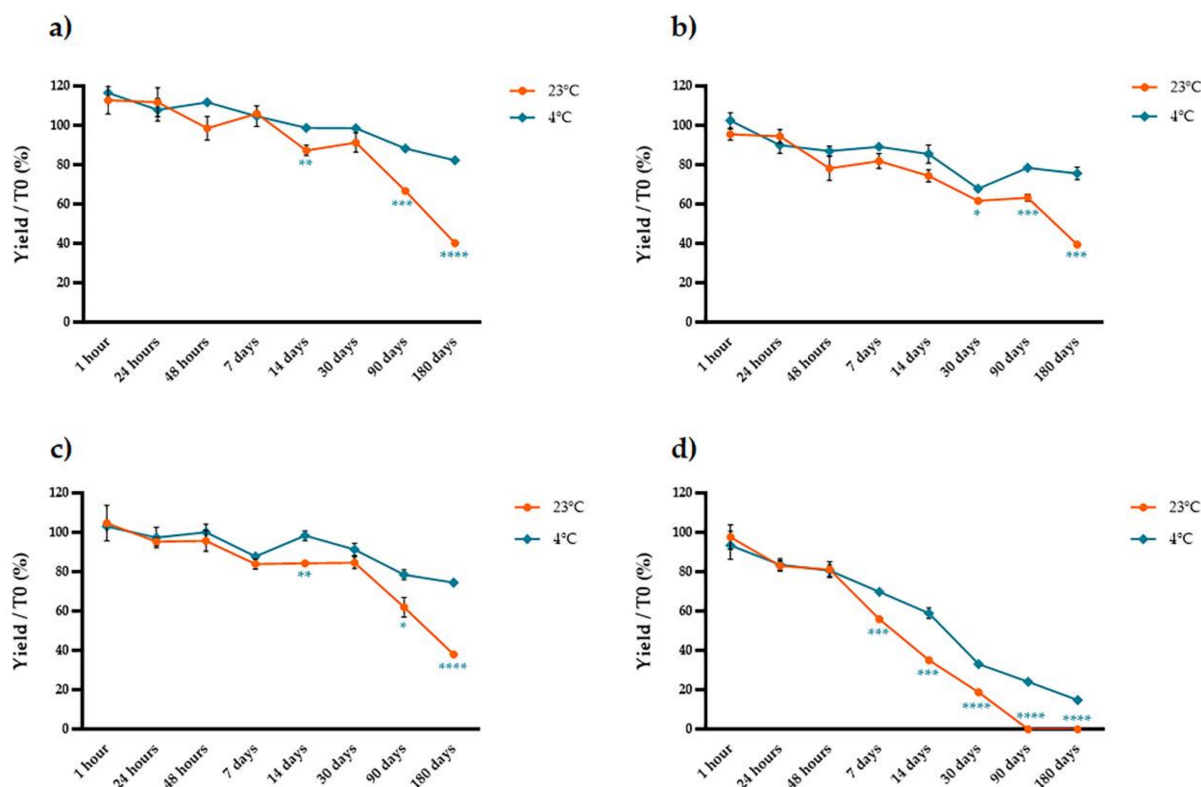 a)
Yield / T0 (%)
120
100
80
60
40
20
0
1 hour
24 hours
48 hours
7 days
14 days
30 days
90 days
180 days
**
***
****
23°C
4°C
b)
Yield / T0 (%)
120
100
80
60
40
20
0
1 hour
24 hours
48 hours
7 days
14 days
30 days
90 days
180 days
*
***
***
23°C
4°C
c)
Yield / T0 (%)
120
100
80
60
40
20
0
1 hour
24 hours
48 hours
7 days
14 days
30 days
90 days
180 days
**
*
****
23°C
4°C
d)
Yield / T0 (%)
120
100
80
60
40
20
0
1 hour
24 hours
48 hours
7 days
14 days
30 days
90 days
180 days
***
***
****
****
****
23°C
4°C